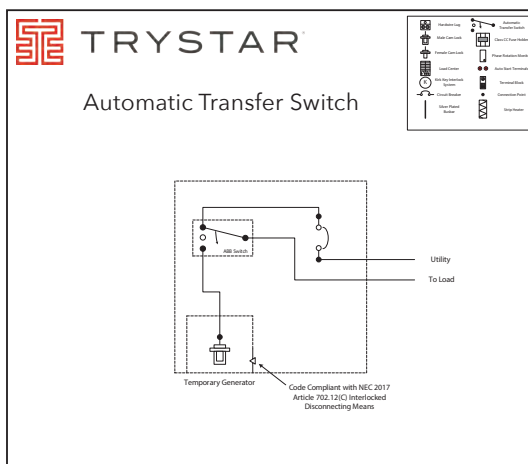 TRYSTAR
Automatic Transfer Switch
Hardwire Lug
Male Cam-Lock
Female Cam-Lock
Load Center
Kirk Key Interlock
System
Circuit Breaker
Silver Plated
Busbar
Automatic
Transfer Switch
Class CC Fuse Holder
Phase Rotation Monitor
Auto Start Terminals
Terminal Block
Connection Point
Strip Heater
K
ABB Switch
Utility
To Load
Temporary Generator
Code Compliant with NEC 2017
Article 702.12(C) Interlocked
Disconnecting Means